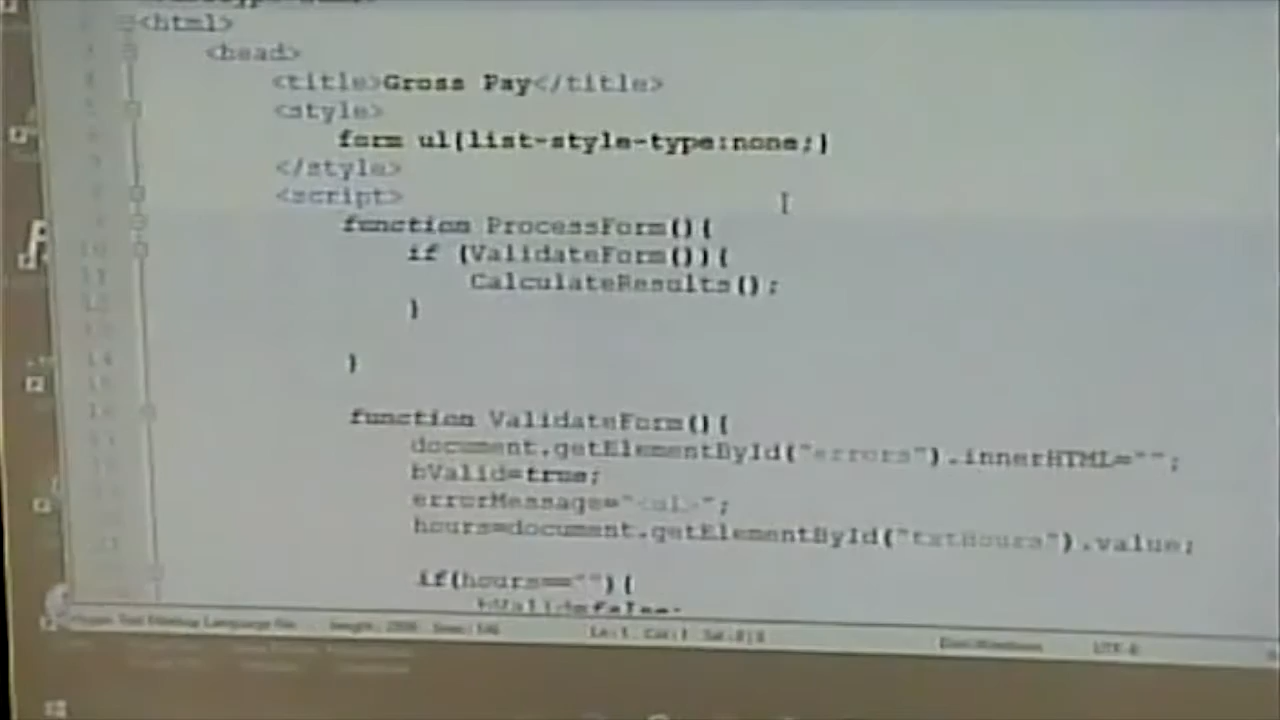 <html>
<head>
<title>Gross Pay</title>
<style>
form ul{list-style-type:none;}
</style>
<script>
function ProcessForm(){
if (ValidateForm()){
CalculateResults();
}
}
function ValidateForm(){
document.getElementById("errors").innerHTML="";
bValid=true;
errorMessage="<ul>";
hours=document.getElementById("txtHours").value;
if(hours==""){
bValid=false;